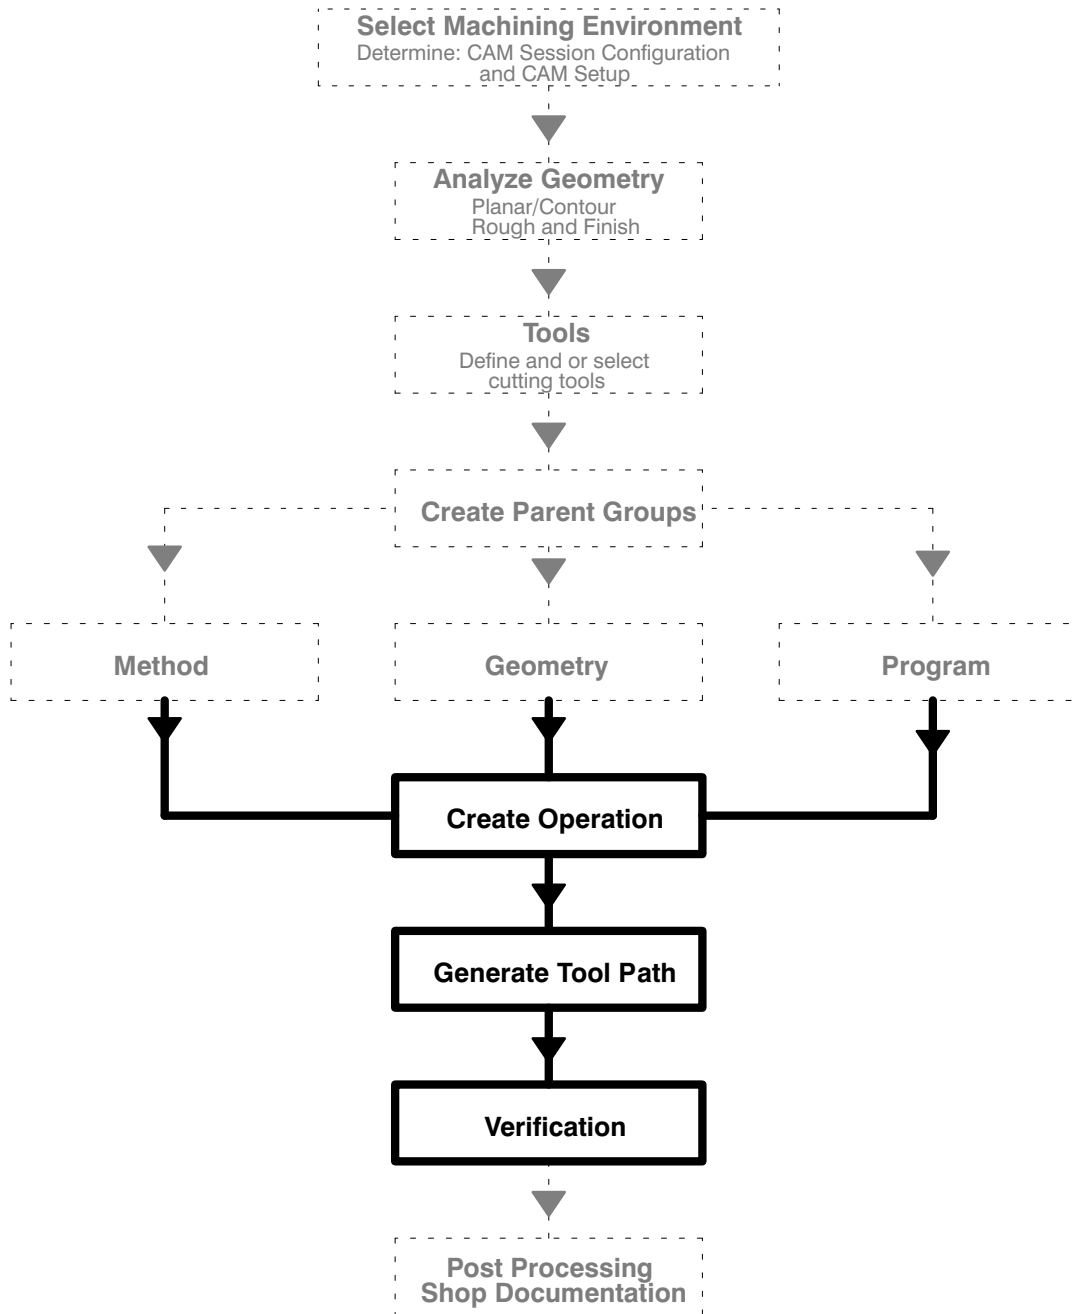 Select Machining Environment
Determine: CAM Session Configuration
and CAM Setup
Analyze Geometry
Planar/Contour
Rough and Finish
Tools
Define and or select
cutting tools
Create Parent Groups
Method
Geometry
Program
Create Operation
Generate Tool Path
Verification
Post Processing
Shop Documentation